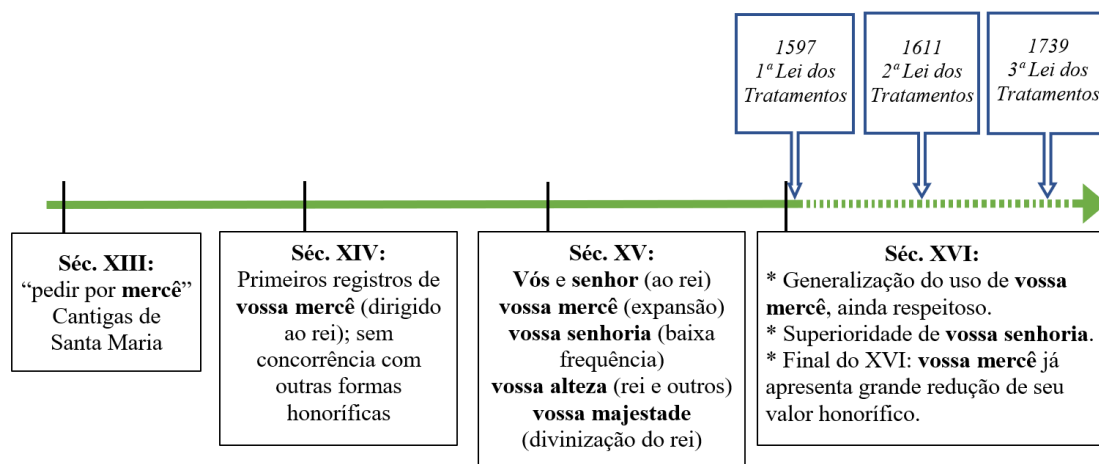 1597
1ª Lei dos
Tratamentos
1611
2ª Lei dos
Tratamentos
1739
3ª Lei dos
Tratamentos
Séc. XIII:
“pedir por mercê”
Cantigas de
Santa Maria
Séc. XIV:
Primeiros registros de
vossa mercê (dirigido
ao rei); sem
concorrência com
outras formas
honoríficas
Séc. XV:
Vós e senhor (ao rei)
vossa mercê (expansão)
vossa senhoria (baixa
frequência)
vossa alteza (rei e outros)
vossa majestade
(divinização do rei)
Séc. XVI:
* Generalização do uso de vossa
mercê, ainda respeitoso.
* Superioridade de vossa senhoria.
* Final do XVI: vossa mercê já
apresenta grande redução de seu
valor honorífico.